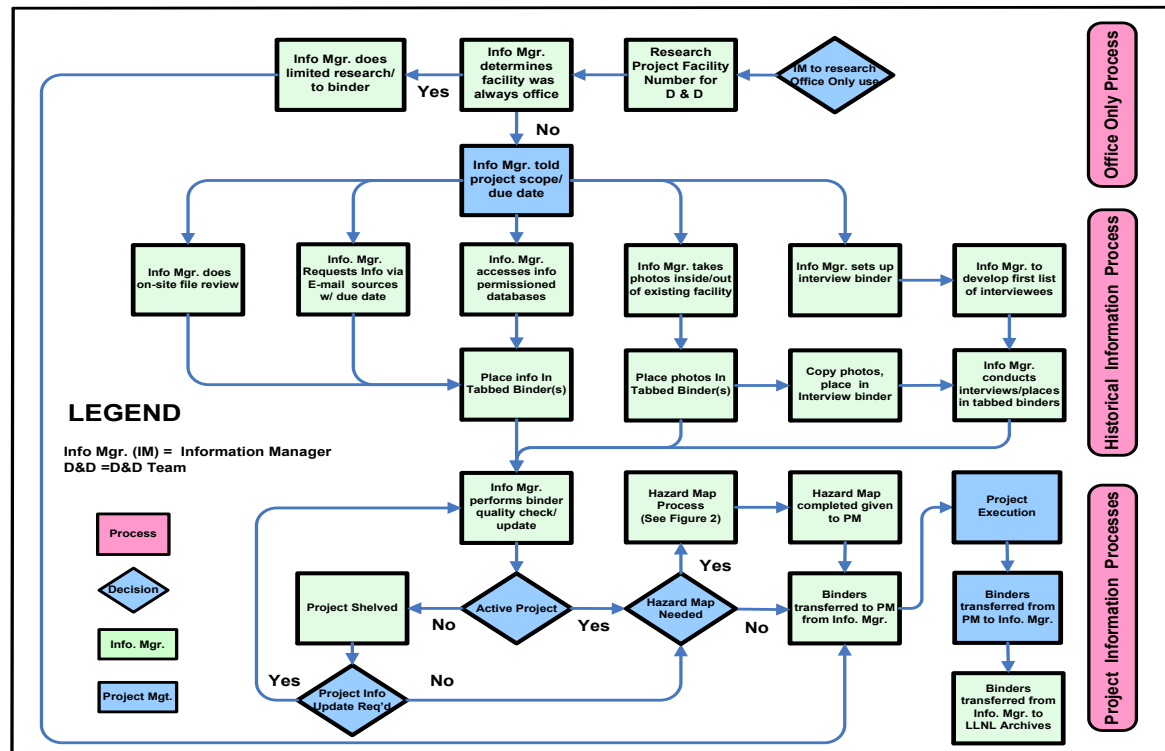 Info Mgr. does
limited research/
to binder
Yes
Info Mgr.
determines
facility was
always office
Research
Project Facility
Number for
D & D
IM to research
Office Only use
Office Only Process
No
Info Mgr. told
project scope/
due date
Info Mgr. does
on-site file review
Info. Mgr.
Requests Info via
E-mail sources
w/ due date
Info. Mgr.
accesses info
permissioned
databases
Info Mgr. takes
photos inside/out
of existing facility
Info Mgr. sets up
interview binder
Info Mgr. to
develop first list
of interviewees
Historical Information Process
Place info In
Tabbed Binder(s)
Place photos In
Tabbed Binder(s)
Copy photos,
place in
Interview binder
Info Mgr.
conducts
interviews/places
in tabbed binders
LEGEND
Info Mgr. (IM) = Information Manager
D&D =D&D Team
Process
Decision
Info. Mgr.
Project Mgt.
Info Mgr.
performs binder
quality check/
update
Hazard Map
Process
(See Figure 2)
Hazard Map
completed given
to PM
Project
Execution
Yes
Project Shelved
No
Active Project
Yes
Hazard Map
Needed
No
Binders
transferred to PM
from Info. Mgr.
Binders
transferred from
PM to Info. Mgr.
Yes
Project Info
Update Req'd
No
Binders
transferred from
Info. Mgr. to
LLNL Archives
Project Information Processes